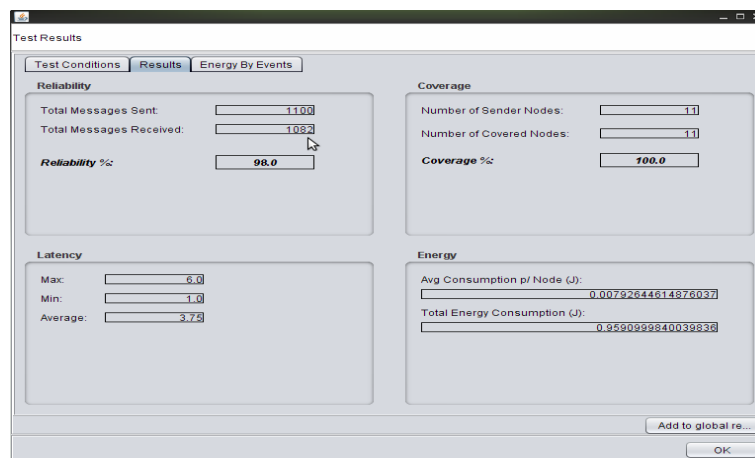 Test Results
Test Conditions Results Energy By Events
Reliability
Total Messages Sent: 1100
Total Messages Received: 1082
Reliability %: 98.0
Coverage
Number of Sender Nodes: 11
Number of Covered Nodes: 11
Coverage %: 100.0
Latency
Max: 6.0
Min: 1.0
Average: 3.75
Energy
Avg Consumption p/ Node (J):
0.00792644614876037
Total Energy Consumption (J):
0.9590999840039836
Add to global re...
OK